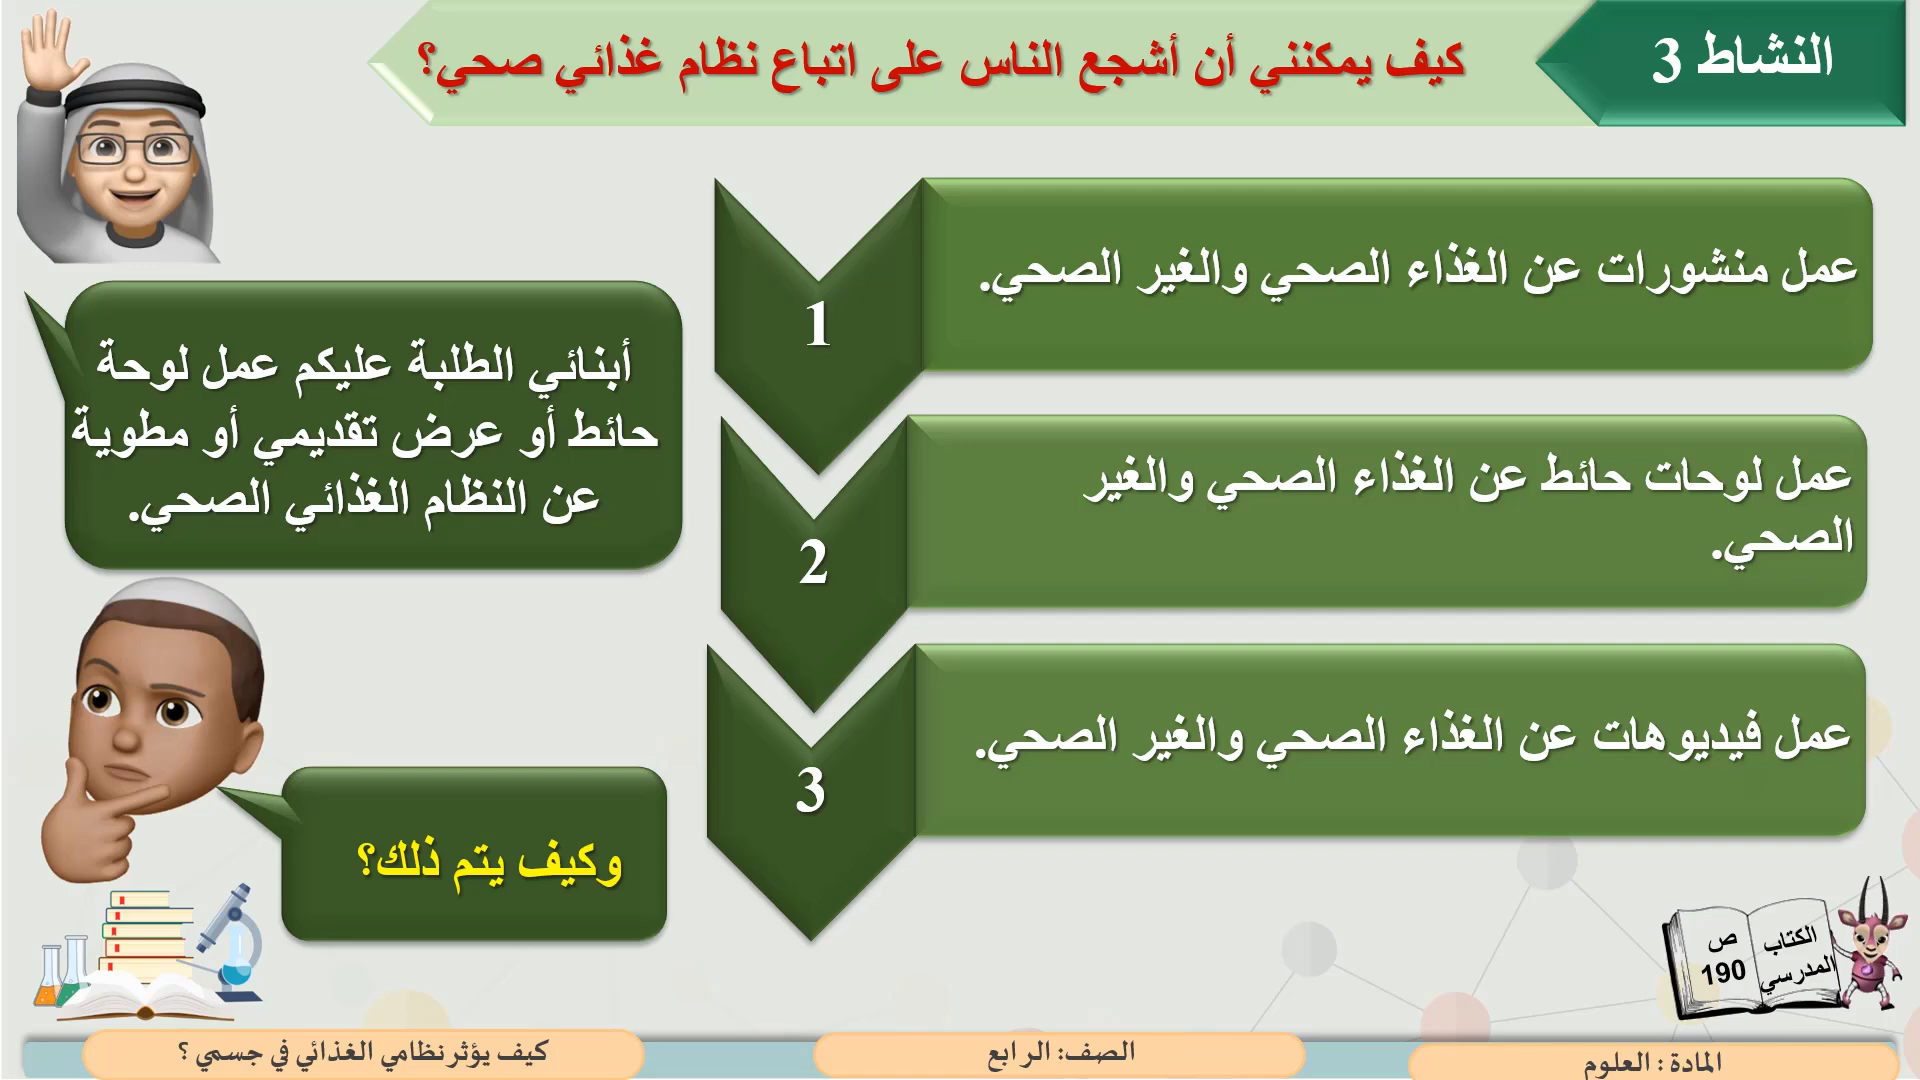 النشاط 3
كيف يمكنني أن أشجع الناس على اتباع نظام غذائي صحي؟
1
عمل منشورات عن الغذاء الصحي والغير الصحي.
2
عمل لوحات حائط عن الغذاء الصحي والغير
الصحي.
3
عمل فيديوهات عن الغذاء الصحي والغير الصحي.
أبنائي الطلبة عليكم عمل لوحة
حائط أو عرض تقديمي أو مطوية
عن النظام الغذائي الصحي.
وكيف يتم ذلك؟
الكتاب
المدرسي
ص
190
المادة : العلوم
الصف: الرابع
كيف يؤثر نظامي الغذائي في جسمي ؟